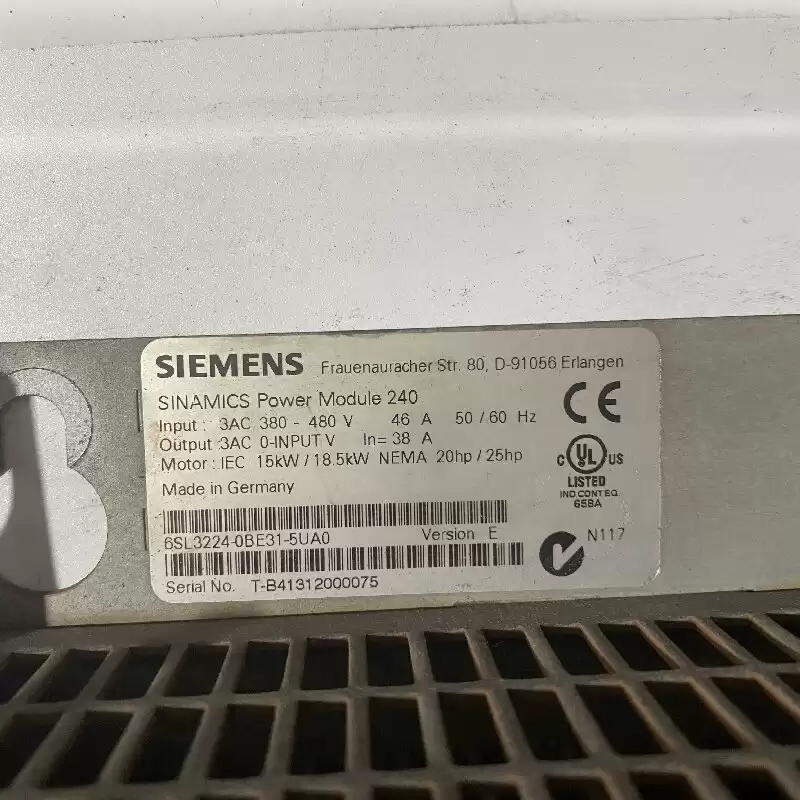 SIEMENS Frauenauracher Str. 80, D-91056 Erlangen
SINAMICS Power Module 240
Input : 3AC 380 - 480 V 46 A 50 / 60 Hz
Output :3AC 0-INPUT V In= 38 A
Motor : IEC 15kW / 18.5kW NEMA 20hp / 25hp
Made in Germany
CE
C UL US
LISTED
IND CONT EQ
65BA
6SL3224-0BE31-5UA0 Version E
N117
Serial No. T-B41312000075